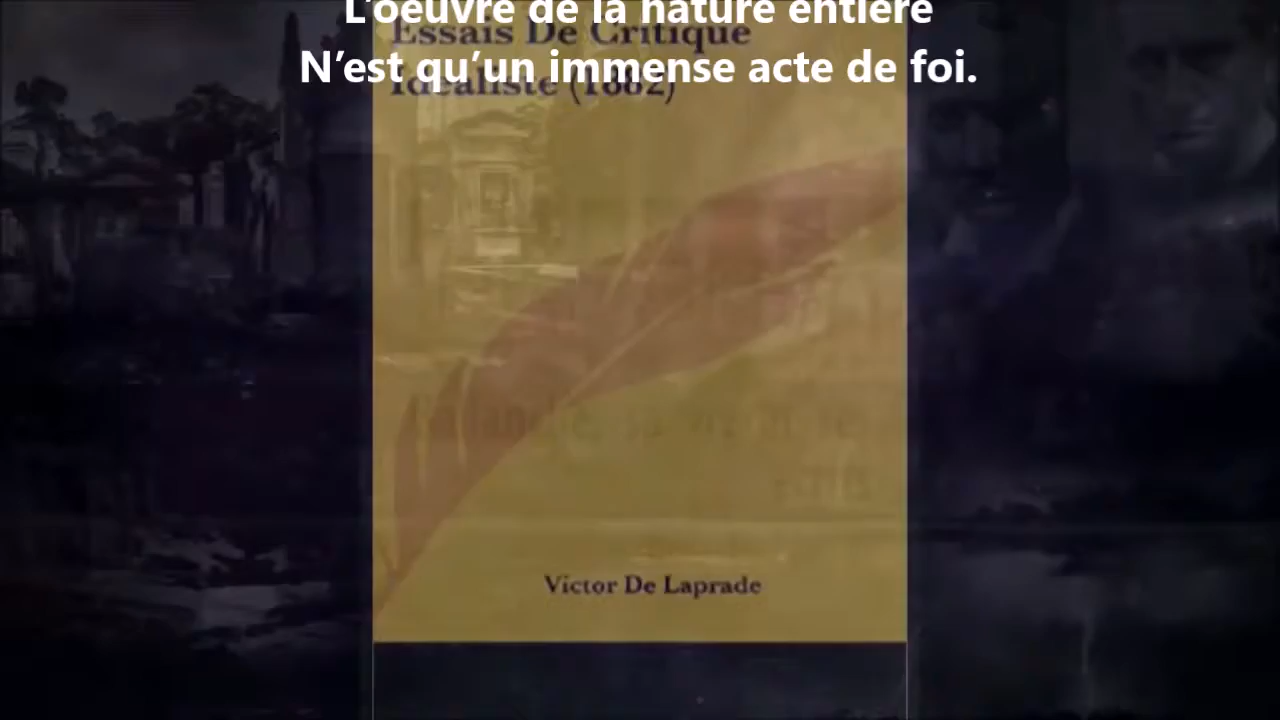 L'oeuvre de la nature entière
Essais De Critique
N’est qu’un immense acte de foi.
Idéaliste (1882)
Victor De Laprade